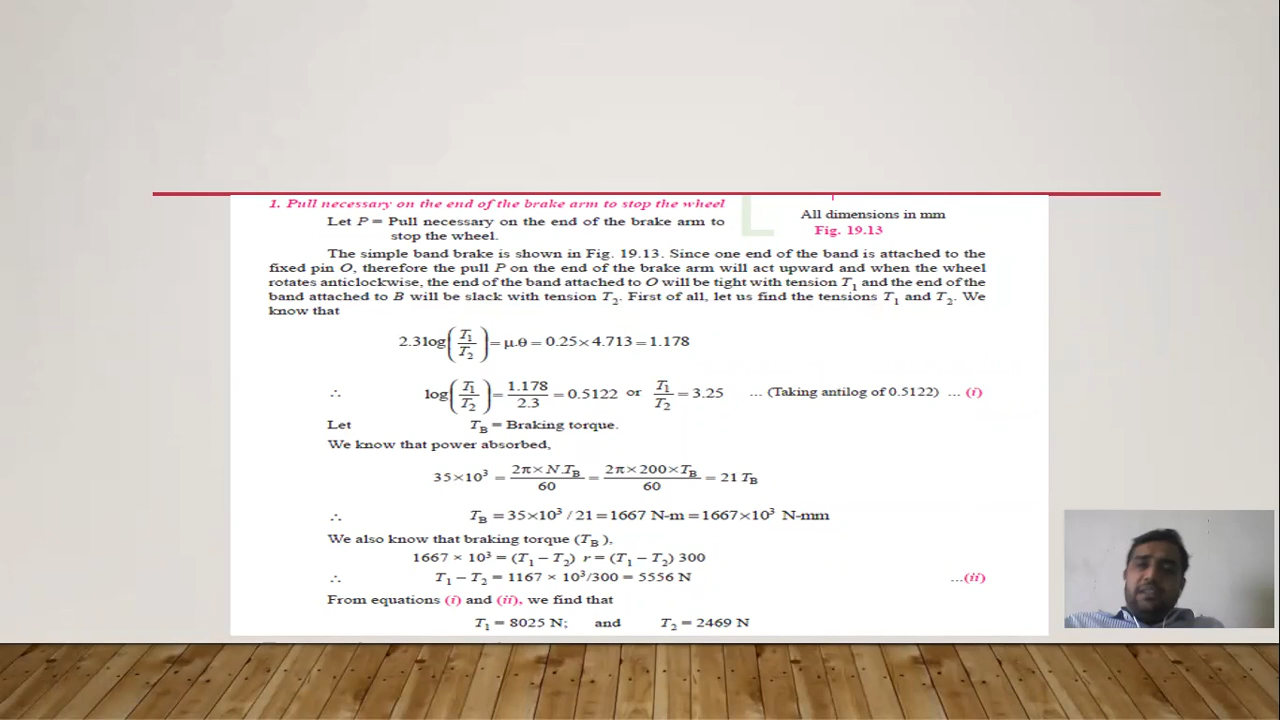 1. Pull necessary on the end of the brake arm to stop the wheel
Let P = Pull necessary on the end of the brake arm to
stop the wheel.
All dimensions in mm
Fig. 19.13
The simple band brake is shown in Fig. 19.13. Since one end of the band is attached to the
fixed pin O, therefore the pull P on the end of the brake arm will act upward and when the wheel
rotates anticlockwise, the end of the band attached to O will be tight with tension T₁ and the end of the
band attached to B will be slack with tension T₂. First of all, let us find the tensions T₁ and T₂. We
know that
2.3log(T₁/T₂) = μ.θ = 0.25×4.713 = 1.178
∴ log(T₁/T₂) = 1.178/2.3 = 0.5122 or T₁/T₂ = 3.25 ... (Taking antilog of 0.5122) ... (i)
Let T_B = Braking torque.
We know that power absorbed,
35×10³ = 2π×N.T_B/60 = 2π×200×T_B/60 = 21 T_B
∴ T_B = 35×10³ / 21 = 1667 N-m = 1667×10³ N-mm
We also know that braking torque (T_B),
1667 × 10³ = (T₁ – T₂) r = (T₁ – T₂) 300
∴ T₁ – T₂ = 1167 × 10³/300 = 5556 N ...(ii)
From equations (i) and (ii), we find that
T₁ = 8025 N; and T₂ = 2469 N